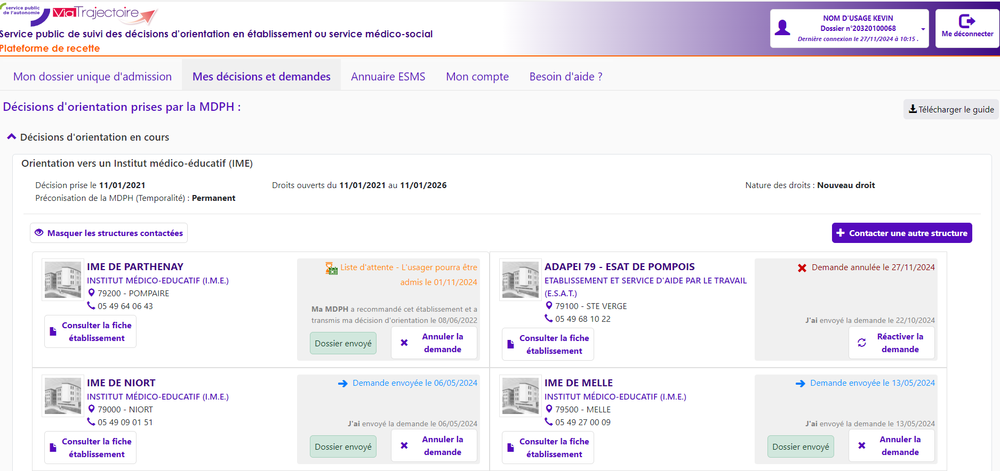 service public
de l'autonomie
ViaTrajectoire
Service public de suivi des décisions d'orientation en établissement ou service médico-social
Plateforme de recette
NOM D'USAGE KEVIN
Dossier n°20320100068
Dernière connexion le 27/11/2024 à 10:15 .
Me déconnecter
Mon dossier unique d'admission
Mes décisions et demandes
Annuaire ESMS
Mon compte
Besoin d'aide ?
Décisions d'orientation prises par la MDPH :
Télécharger le guide
Décisions d'orientation en cours
Orientation vers un Institut médico-éducatif (IME)
Décision prise le 11/01/2021
Droits ouverts du 11/01/2021 au 11/01/2026
Nature des droits : Nouveau droit
Préconisation de la MDPH (Temporalité) : Permanent
Masquer les structures contactées
Contacter une autre structure
IME DE PARTHENAY
INSTITUT MÉDICO-EDUCATIF (I.M.E.)
79200 - POMPAIRE
05 49 64 06 43
Consulter la fiche
établissement
Liste d'attente - L'usager pourra être
admis le 01/11/2024
Ma MDPH a recommandé cet établissement et a
transmis ma décision d'orientation le 08/06/2022
Dossier envoyé
Annuler la
demande
ADAPEI 79 - ESAT DE POMPOIS
ETABLISSEMENT ET SERVICE D'AIDE PAR LE TRAVAIL
(E.S.A.T.)
79100 - STE VERGE
05 49 68 10 22
Consulter la fiche
établissement
Demande annulée le 27/11/2024
J'ai envoyé la demande le 22/10/2024
Réactiver la
demande
IME DE NIORT
INSTITUT MÉDICO-EDUCATIF (I.M.E.)
79000 - NIORT
05 49 09 01 51
Consulter la fiche
établissement
Demande envoyée le 06/05/2024
J'ai envoyé la demande le 06/05/2024
Dossier envoyé
Annuler la
demande
IME DE MELLE
INSTITUT MÉDICO-EDUCATIF (I.M.E.)
79500 - MELLE
05 49 27 00 09
Consulter la fiche
établissement
Demande envoyée le 13/05/2024
J'ai envoyé la demande le 13/05/2024
Dossier envoyé
Annuler la
demande